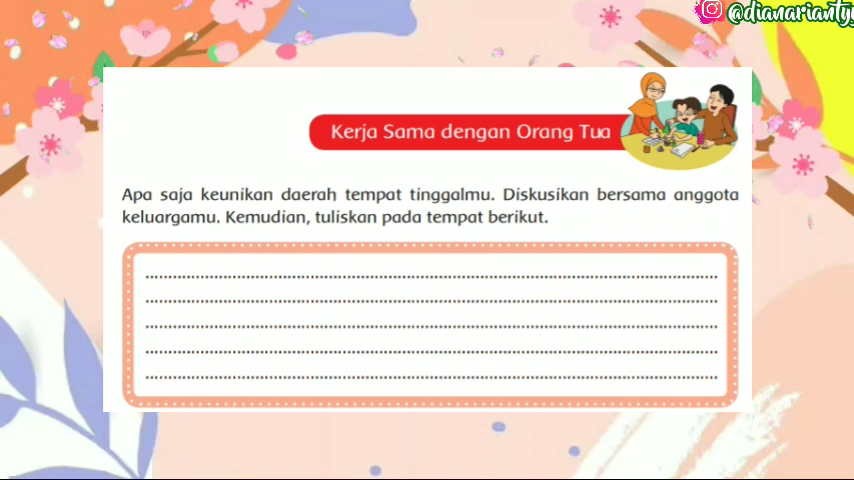 @dianarianty
Kerja Sama dengan Orang Tua
Apa saja keunikan daerah tempat tinggalmu. Diskusikan bersama anggota
keluargamu. Kemudian, tuliskan pada tempat berikut.